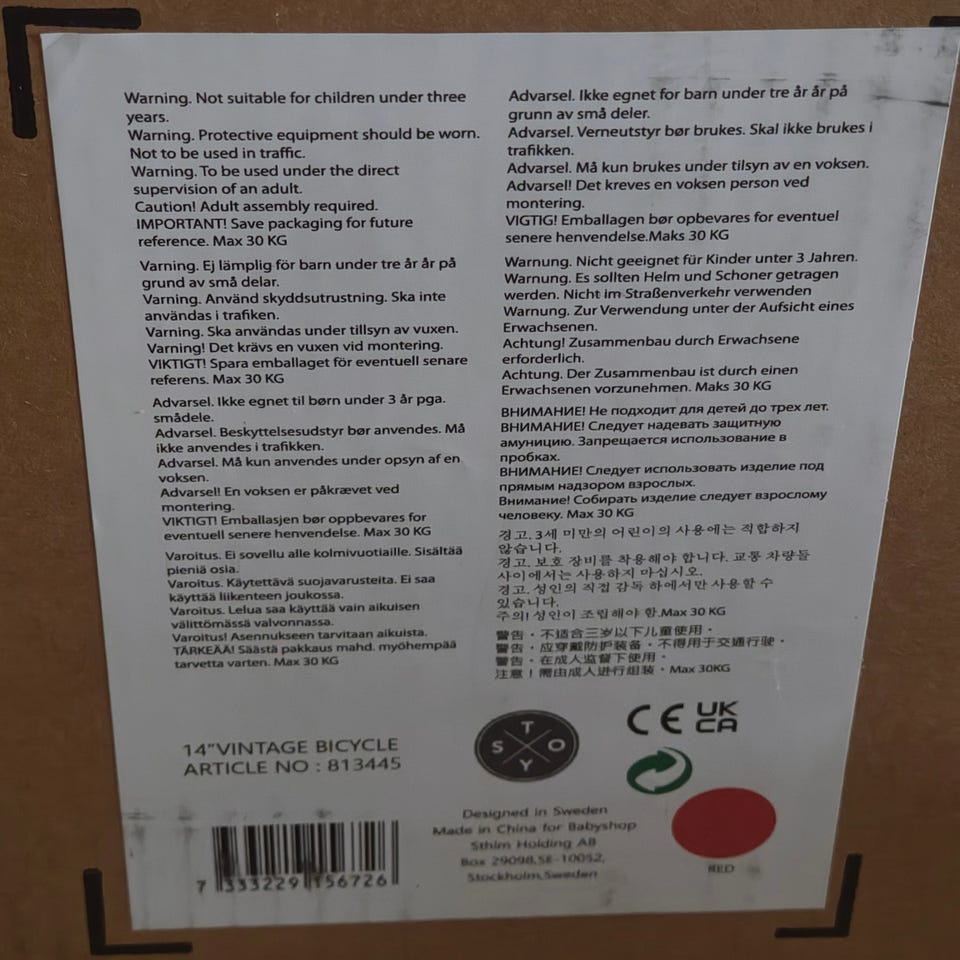 Warning. Not suitable for children under three
years.
Warning. Protective equipment should be worn.
Not to be used in traffic.
Warning. To be used under the direct
supervision of an adult.
Caution! Adult assembly required.
IMPORTANT! Save packaging for future
reference. Max 30 KG
Varning. Ej lämplig för barn under tre år år på
grund av små delar.
Varning. Använd skyddsutrustning. Ska inte
användas i trafiken.
Varning. Ska användas under tillsyn av vuxen.
Varning! Det krävs en vuxen vid montering.
VIKTIGT! Spara emballaget för eventuell senare
referens. Max 30 KG
Advarsel. Ikke egnet til børn under 3 år pga.
smådele.
Advarsel. Beskyttelsesudstyr bør anvendes. Må
ikke anvendes i trafikken.
Advarsel. Må kun anvendes under opsyn af en
voksen.
Advarsel! En voksen er påkrævet ved
montering.
VIKTIGT! Emballasjen bør oppbevares for
eventuell senere henvendelse. Max 30 KG
Varoitus. Ei sovellu alle kolmivuotiaille. Sisältää
pieniä osia.
Varoitus. Käytettävä suojavarusteita. Ei saa
käyttää liikenteen joukossa.
Varoitus. Lelua saa käyttää vain aikuisen
välittömässä valvonnassa.
Varoitus! Asennukseen tarvitaan aikuista.
TÄRKEÄÄ! Säästä pakkaus mahd. myöhempää
tarvetta varten. Max 30 KG
Advarsel. Ikke egnet for barn under tre år år på
grunn av små deler.
Advarsel. Verneutstyr bør brukes. Skal ikke brukes i
trafikken.
Advarsel. Må kun brukes under tilsyn av en voksen.
Advarsel! Det kreves en voksen person ved
montering.
VIGTIG! Emballagen bør opbevares for eventuel
senere henvendelse.Maks 30 KG
Warnung. Nicht geeignet für Kinder unter 3 Jahren.
Warnung. Es sollten Helm und Schoner getragen
werden. Nicht im Straßenverkehr verwenden
Warnung. Zur Verwendung unter der Aufsicht eines
Erwachsenen.
Achtung! Zusammenbau durch Erwachsene
erforderlich.
Achtung. Der Zusammenbau ist durch einen
Erwachsenen vorzunehmen. Maks 30 KG
ВНИМАНИЕ! Не подходит для детей до трех лет.
ВНИМАНИЕ! Следует надевать защитную
амуницию. Запрещается использование в
пробках.
ВНИМАНИЕ! Следует использовать изделие под
прямым надзором взрослых.
Внимание! Собирать изделие следует взрослому
человеку. Max 30 KG
경고. 3세 미만의 어린이의 사용에는 적합하지
않습니다.
경고. 보호 장비를 착용해야 합니다. 교통 차량들
사이에서는 사용하지 마십시오.
경고. 성인의 직접 감독 하에서만 사용할 수
있습니다.
주의! 성인이 조립해야 함.Max 30 KG
警告·不适合三岁以下儿童使用·
警告·应穿戴防护装备·不得用于交通行驶·
警告·在成人监督下使用·
注意！需由成人进行组装·Max 30KG
14"VINTAGE BICYCLE
ARTICLE NO : 813445
STOY
CE UK
CA
Designed in Sweden
Made in China for Babyshop
Sthlm Holding AB
Box 29098,SE-10052,
Stockholm,Sweden
RED
7 333229 156726